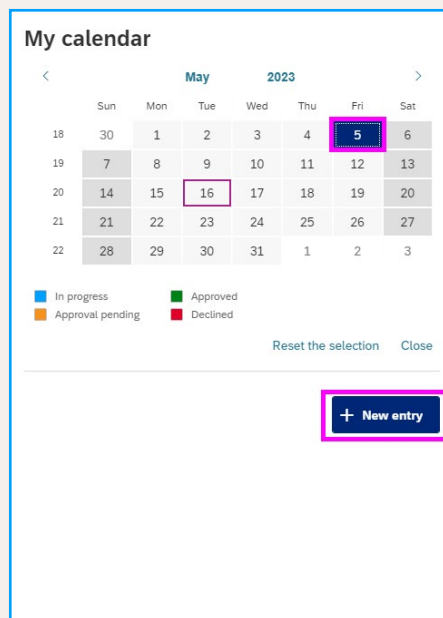 My calendar
< May 2023 >
Sun Mon Tue Wed Thu Fri Sat
18 30 1 2 3 4 5 6
19 7 8 9 10 11 12 13
20 14 15 16 17 18 19 20
21 21 22 23 24 25 26 27
22 28 29 30 31 1 2 3
In progress Approved
Approval pending Declined
Reset the selection Close
+ New entry